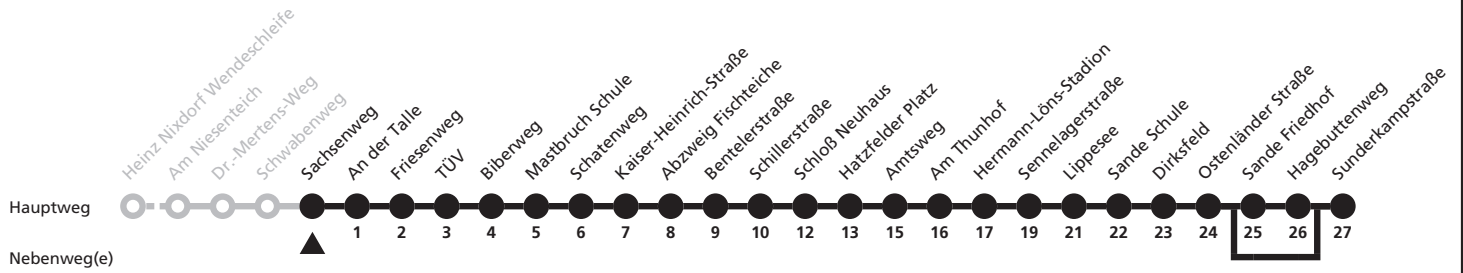 Heinz Nixdorf Wendeschleife
Am Niesenteich
Dr.-Mertens-Weg
Schwabenweg
Sachsenweg
An der Talle
Friesenweg
TÜV
Biberweg
Mastbruch Schule
Schatenweg
Kaiser-Heinrich-Straße
Abzweig Fischteiche
Bentelerstraße
Schillerstraße
Schloß Neuhaus
Hatzfelder Platz
Amtsweg
Am Thunhof
Hermann-Löns-Stadion
Sennelagerstraße
Lippesee
Sande Schule
Dirksfeld
Ostenländer Straße
Sande Friedhof
Hagebuttenweg
Sunderkampstraße
Hauptweg
1 2 3 4 5 6 7 8 9 10 12 13 15 16 17 19 21 22 23 24 25 26 27
Nebenweg(e)